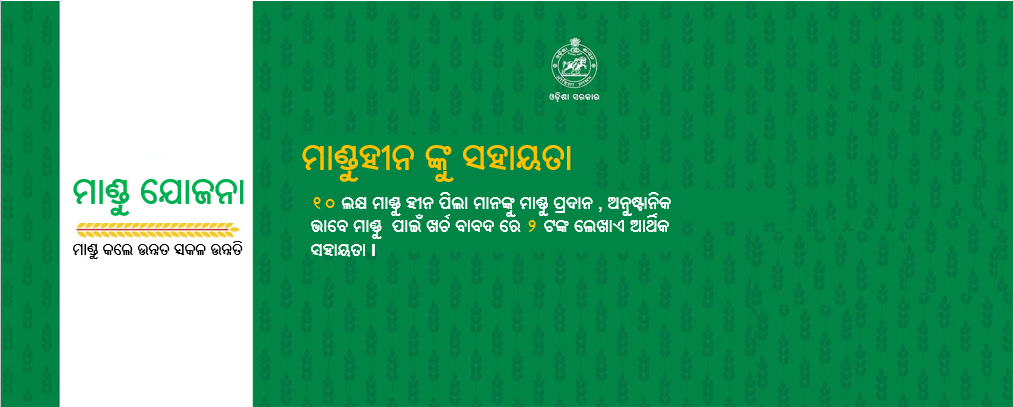 ଓଡ଼ିଶା ସରକାର
ମାଣ୍ଡୁହୀନ ଙ୍କୁ ସହାୟତା
ମାଣ୍ଡୁ ଯୋଜନା
ମାଣ୍ଡୁ କଲେ ଉନ୍ନତ ସକଳ ଉନ୍ନତି
୧୦ ଲକ୍ଷ ମାଣ୍ଡୁ ହୀନ ପିଲା ମାନଙ୍କୁ ମାଣ୍ଡୁ ପ୍ରଦାନ , ଅନୁଷ୍ଠାନିକ
ଭାବେ ମାଣ୍ଡୁ ପାଇଁ ଖର୍ଚ୍ଚ ବାବଦ ରେ ୨ ଟଙ୍କ ଲେଖାଏ ଆର୍ଥିକ
ସହାୟତା ।